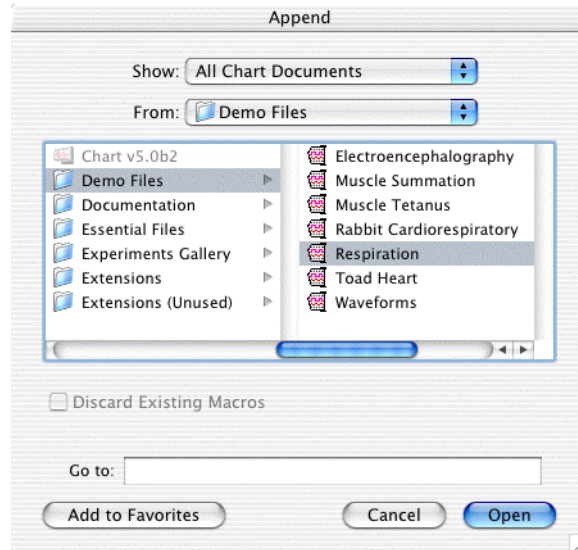 Append
Show: All Chart Documents
From: Demo Files
Chart v5.0b2
Demo Files
Documentation
Essential Files
Experiments Gallery
Extensions
Extensions (Unused)
Electroencephalography
Muscle Summation
Muscle Tetanus
Rabbit Cardiorespiratory
Respiration
Toad Heart
Waveforms
Discard Existing Macros
Go to:
Add to Favorites
Cancel
Open